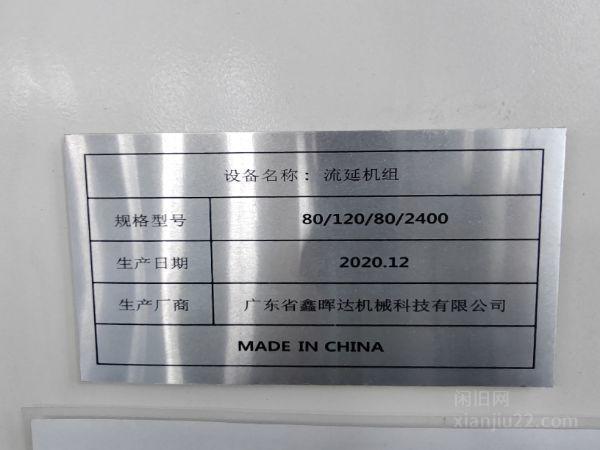 设备名称：流延机组
规格型号 80/120/80/2400
生产日期 2020.12
生产厂商 广东省鑫晖达机械科技有限公司
MADE IN CHINA
闲旧网
xianjiu22.com